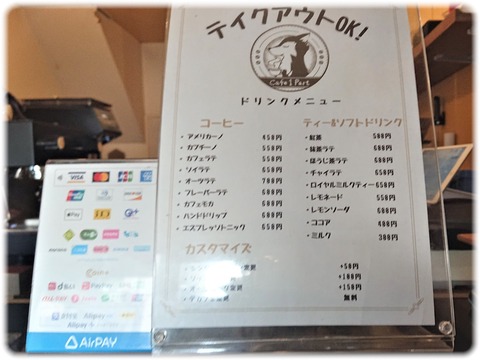 テイクアウトOK!
Cafe i Part
ドリンクメニュー
コーヒー
・アメリカーノ 450円
・カプチーノ 550円
・カフェラテ 550円
・ソイラテ 650円
・オーツラテ 700円
・フレーバーラテ 600円
・カフェモカ 600円
・ハンドドリップ 600円
・エスプレッソトニック 650円
ティー&ソフトドリンク
・紅茶 500円
・抹茶ラテ 600円
・ほうじ茶ラテ 600円
・チャイラテ 650円
・ロイヤルミルクティー 650円
・レモネード 550円
・レモンソーダ 600円
・ココア 400円
・ミルク 300円
カスタマイズ
変更 +50円
変更 +100円
変更 +150円
変更 無料
VISA
JCB
Pay
iD
AirPAY